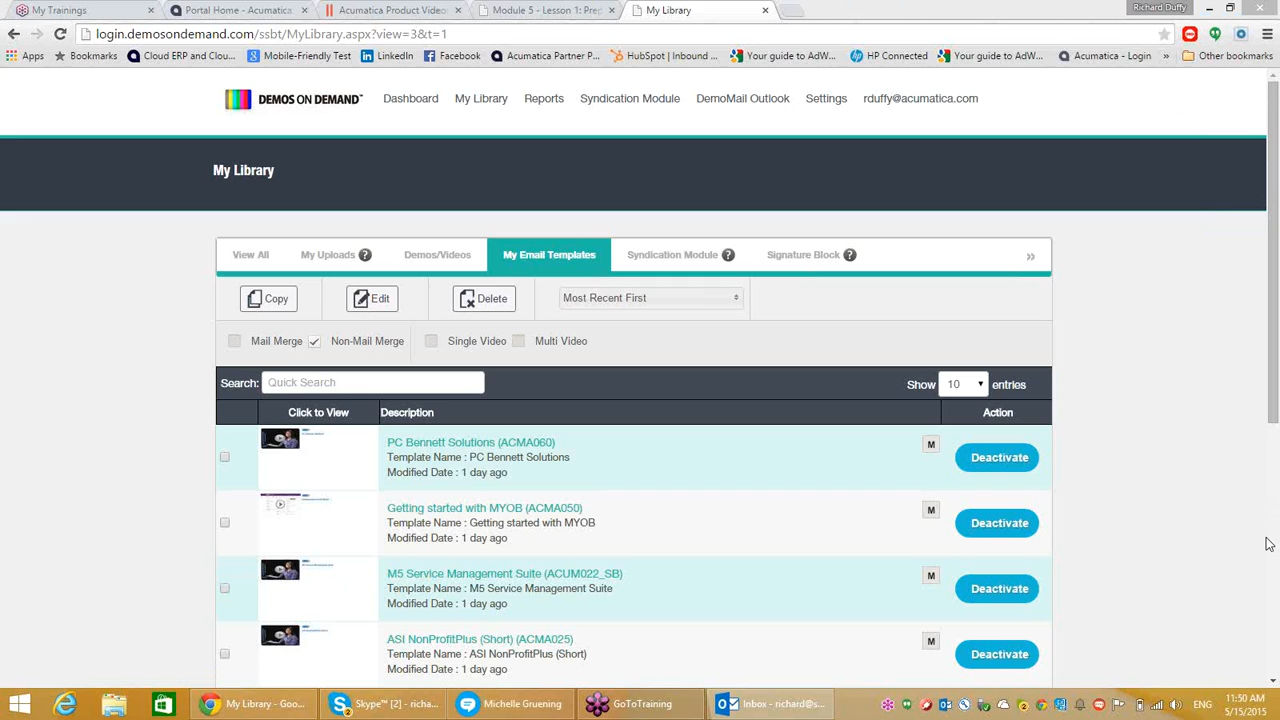 My Trainings
Portal Home - Acumatica
Acumatica Product Video
Module 5 - Lesson 1: Prep
My Library
Richard Duffy
login.demosondemand.com/ssbt/MyLibrary.aspx?view=3&t=1
Apps Bookmarks Cloud ERP and Clou... Mobile-Friendly Test LinkedIn Facebook Acumatica Partner P... HubSpot | Inbound ... Your guide to AdW... HP Connected Your guide to AdW... Acumatica - Login » Other bookmarks
DEMOS ON DEMAND Dashboard My Library Reports Syndication Module DemoMail Outlook Settings rduffy@acumatica.com
My Library
View All My Uploads ? Demos/Videos My Email Templates Syndication Module ? Signature Block ? »
Copy Edit Delete Most Recent First
Mail Merge Non-Mail Merge Single Video Multi Video
Search: Quick Search Show 10 entries
Click to View Description Action
PC Bennett Solutions (ACMA060)
Template Name : PC Bennett Solutions
Modified Date : 1 day ago
M Deactivate
Getting started with MYOB (ACMA050)
Template Name : Getting started with MYOB
Modified Date : 1 day ago
M Deactivate
M5 Service Management Suite (ACUM022_SB)
Template Name : M5 Service Management Suite
Modified Date : 1 day ago
M Deactivate
ASI NonProfitPlus (Short) (ACMA025)
Template Name : ASI NonProfitPlus (Short)
Modified Date : 1 day ago
M Deactivate
My Library - Goo... Skype™ [2] - richa... Michelle Gruening GoToTraining Inbox - richard@s... ENG 11:50 AM
5/15/2015